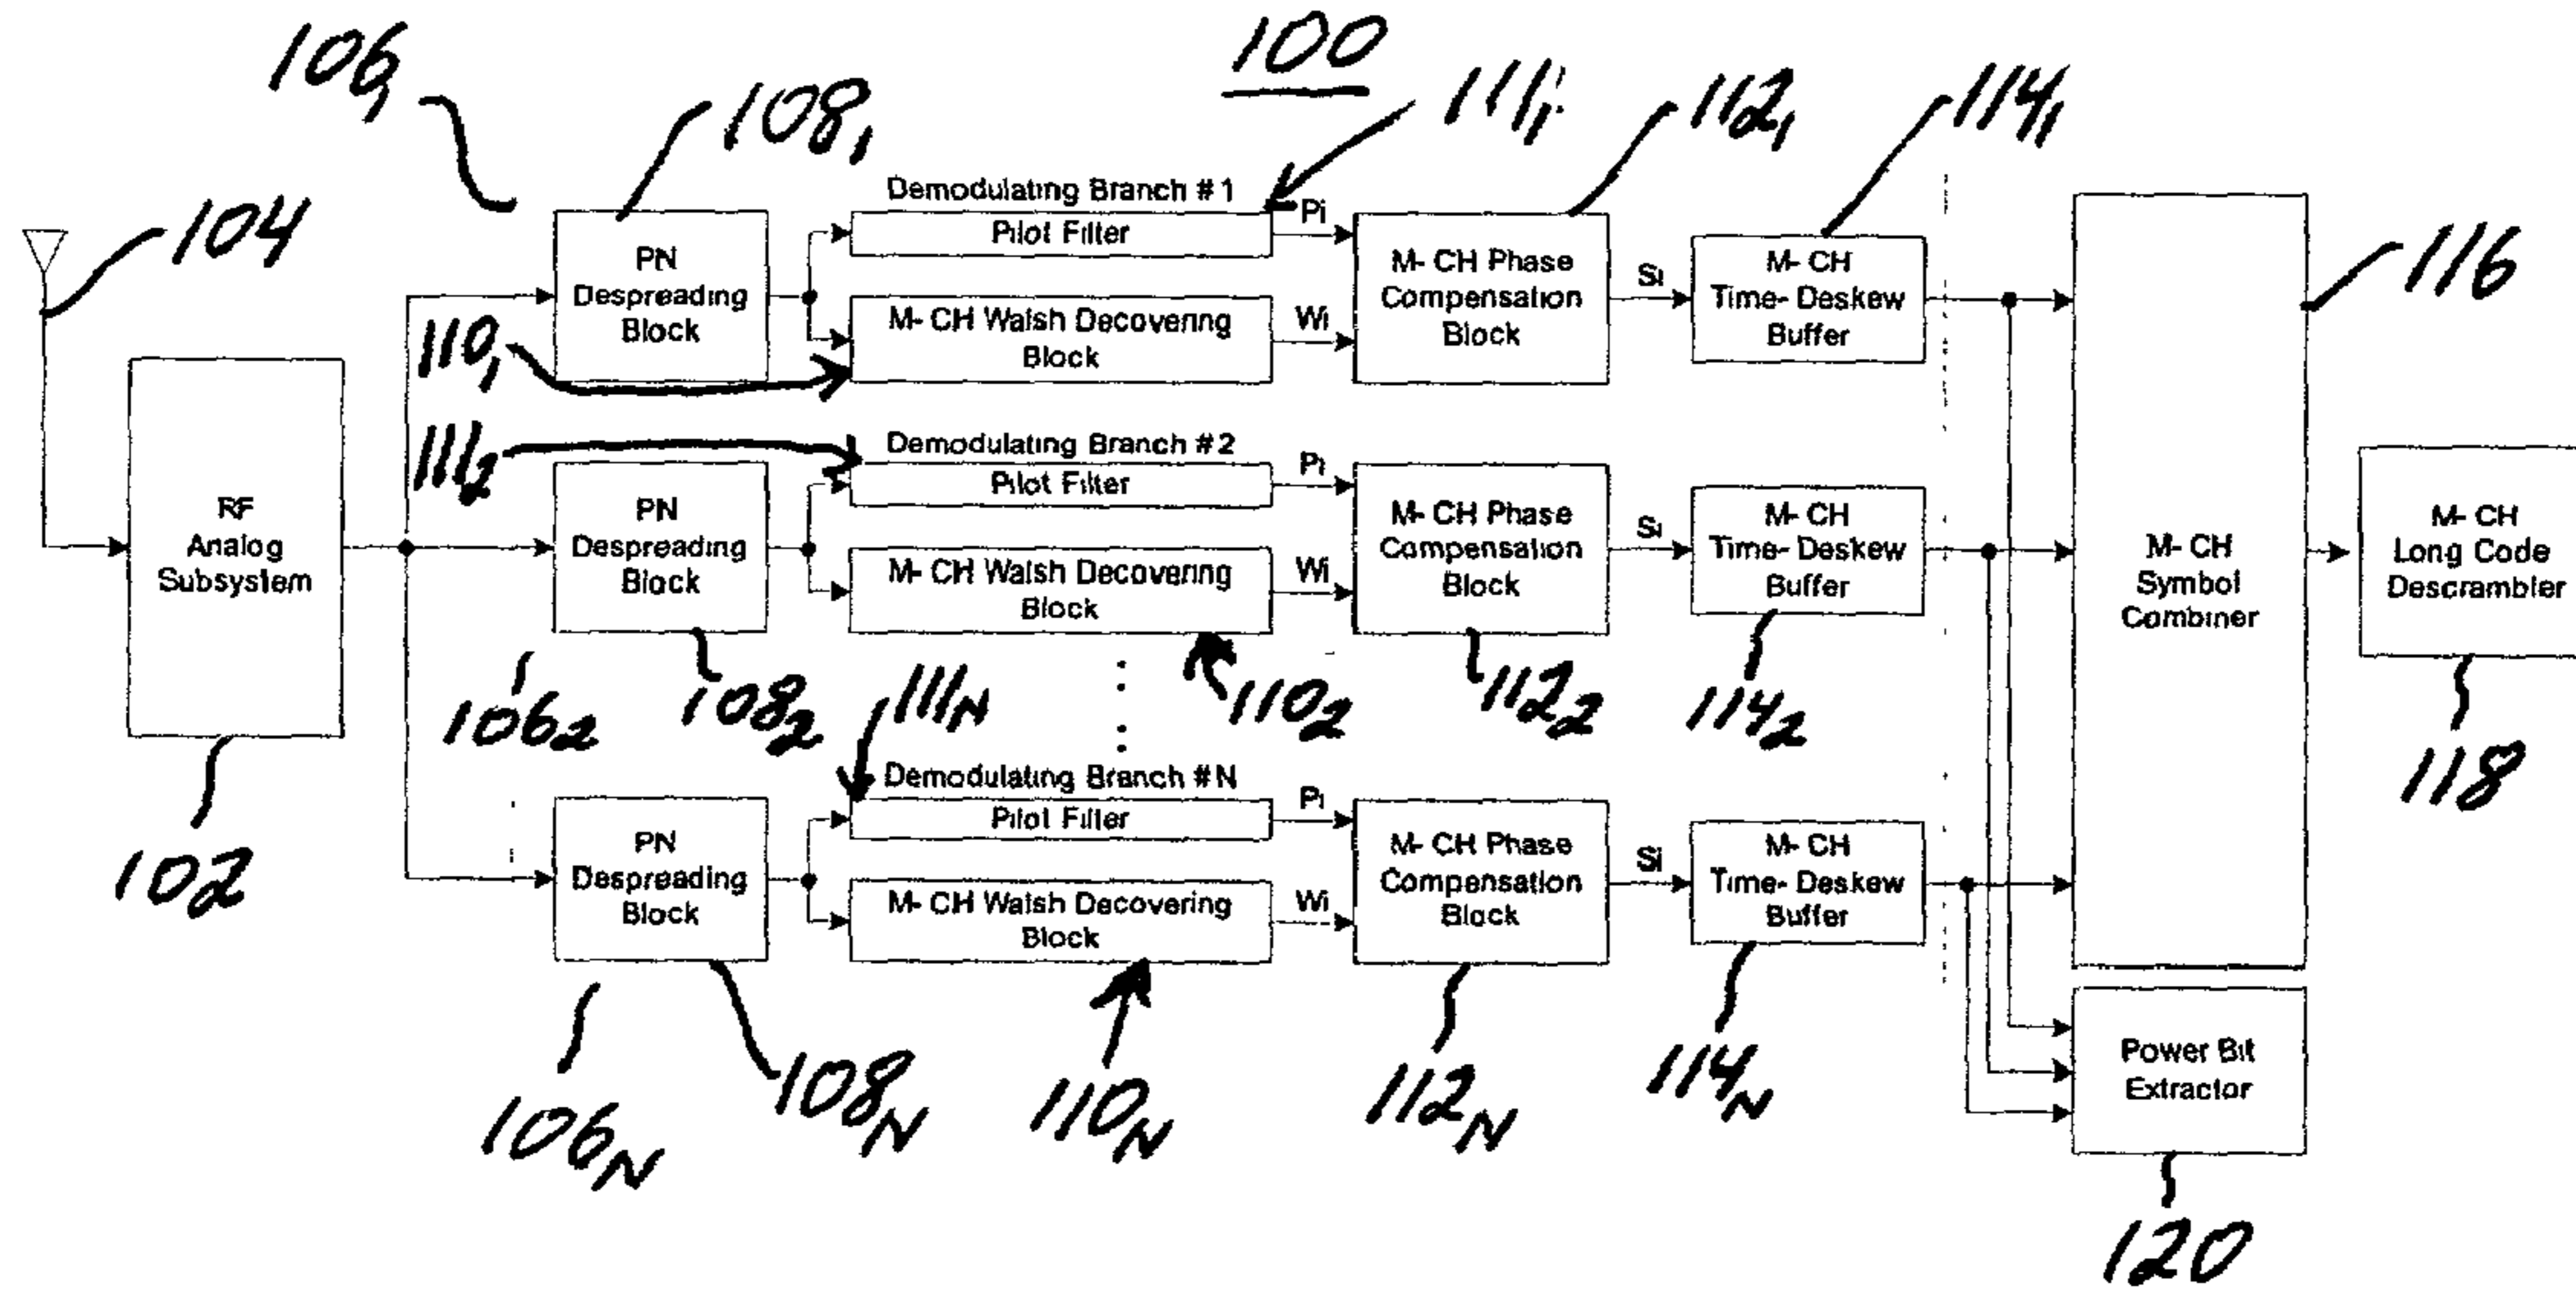 100
106₁
108₁
111₁
112₁
114₁
104
116
Demodulating Branch #1
PN
Despreading
Block
Pilot Filter
Pi
M-CH Walsh Decovering
Block
Wi
M-CH Phase
Compensation
Block
Si
M-CH
Time-Deskew
Buffer
110₁
111₂
RF
Analog
Subsystem
Demodulating Branch #2
PN
Despreading
Block
Pilot Filter
Pi
M-CH Walsh Decovering
Block
Wi
M-CH Phase
Compensation
Block
Si
M-CH
Time-Deskew
Buffer
M-CH
Symbol
Combiner
M-CH
Long Code
Descrambler
106₂
108₂
111N
110₂
112₂
114₂
118
102
Demodulating Branch #N
PN
Despreading
Block
Pilot Filter
Pi
M-CH Walsh Decovering
Block
Wi
M-CH Phase
Compensation
Block
Si
M-CH
Time-Deskew
Buffer
Power Bit
Extractor
106N
108N
110N
112N
114N
120